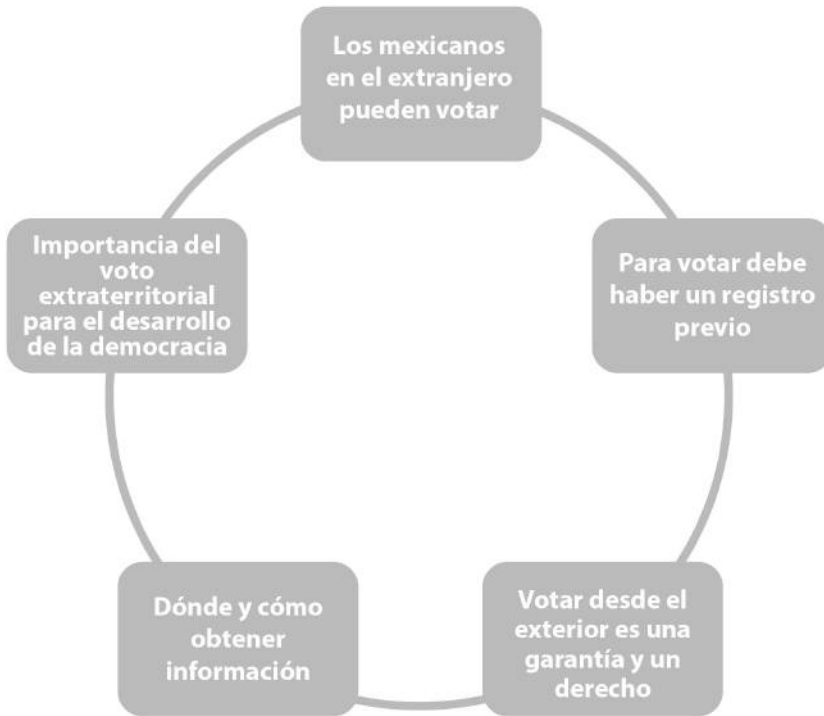 Los mexicanos
en el extranjero
pueden votar
Para votar debe
haber un registro
previo
Votar desde el
exterior es una
garantía y un
derecho
Dónde y cómo
obtener
información
Importancia del
voto
extraterritorial
para el desarrollo
de la democracia